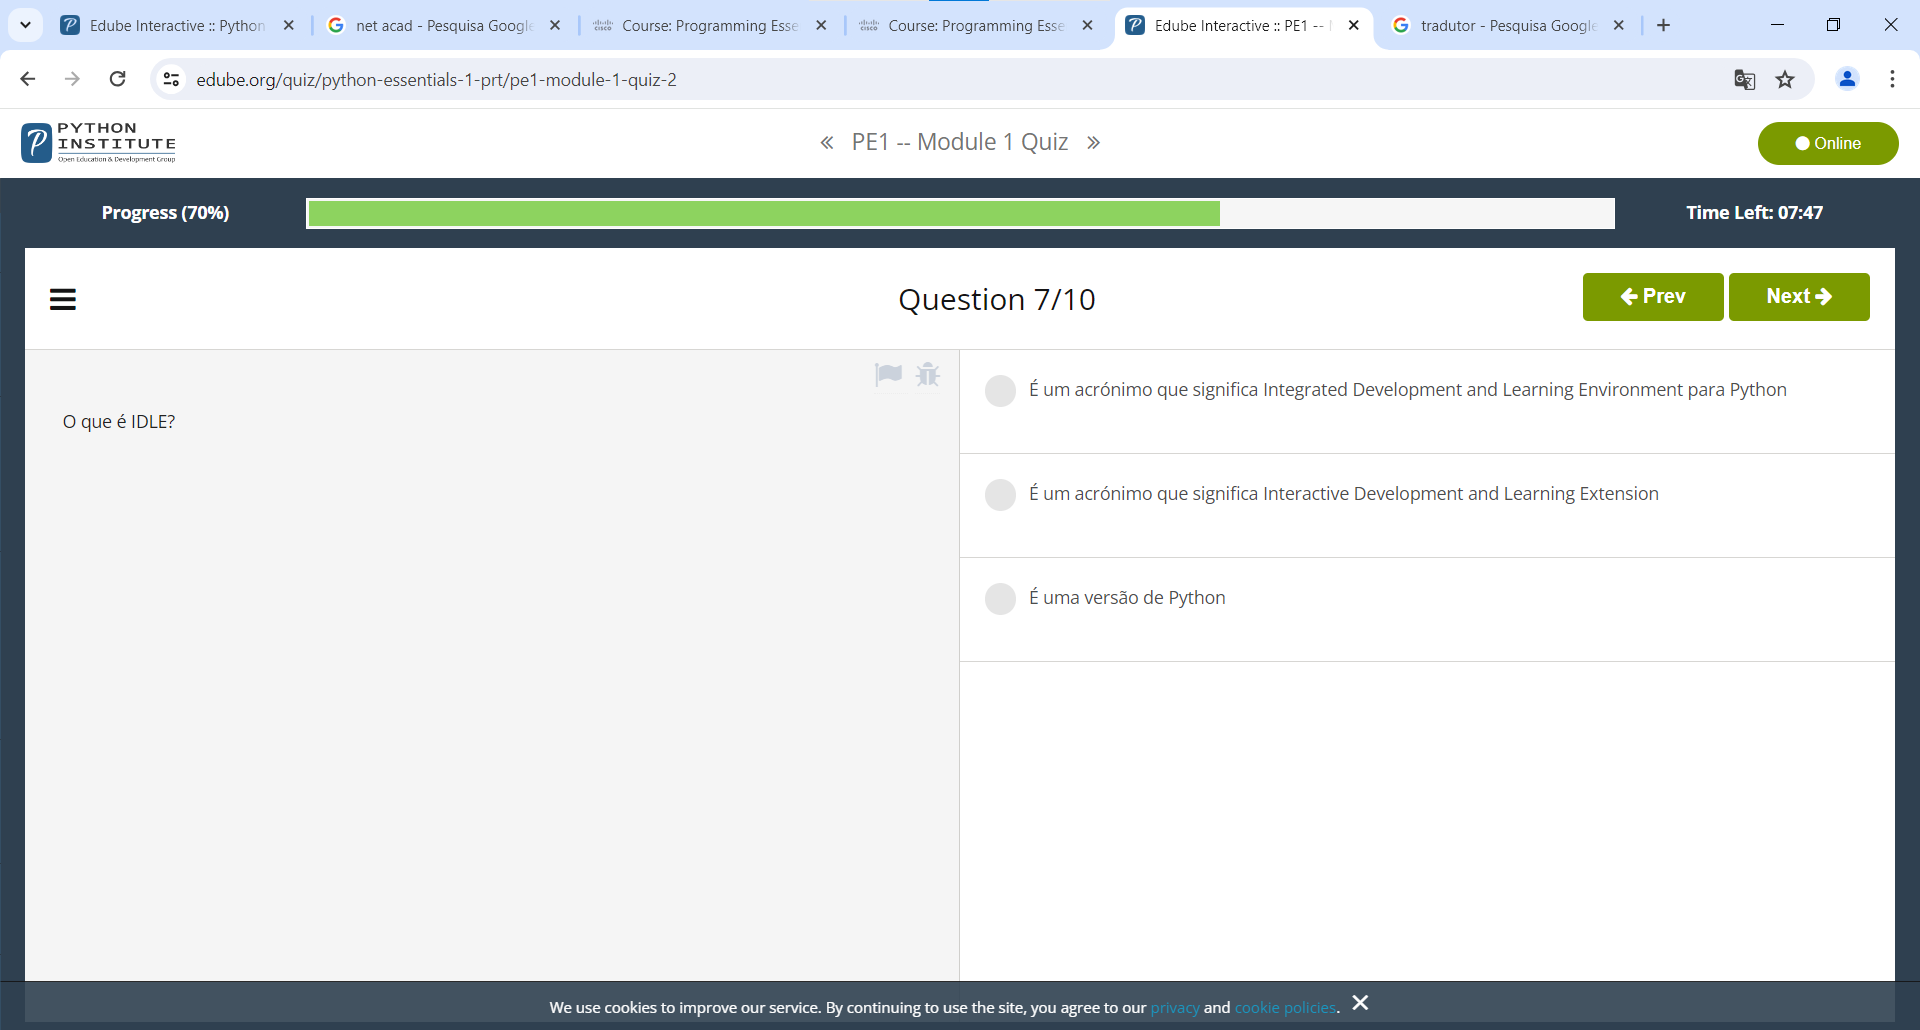 Edube Interactive :: Python
net acad - Pesquisa Google
Course: Programming Esse
Course: Programming Esse
Edube Interactive :: PE1 --
tradutor - Pesquisa Google
edube.org/quiz/python-essentials-1-prt/pe1-module-1-quiz-2
PYTHON
INSTITUTE
Open Education & Development Group
« PE1 -- Module 1 Quiz »
Online
Progress (70%)
Time Left: 07:47
Question 7/10
Prev
Next
O que é IDLE?
É um acrónimo que significa Integrated Development and Learning Environment para Python
É um acrónimo que significa Interactive Development and Learning Extension
É uma versão de Python
We use cookies to improve our service. By continuing to use the site, you agree to our privacy and cookie policies.